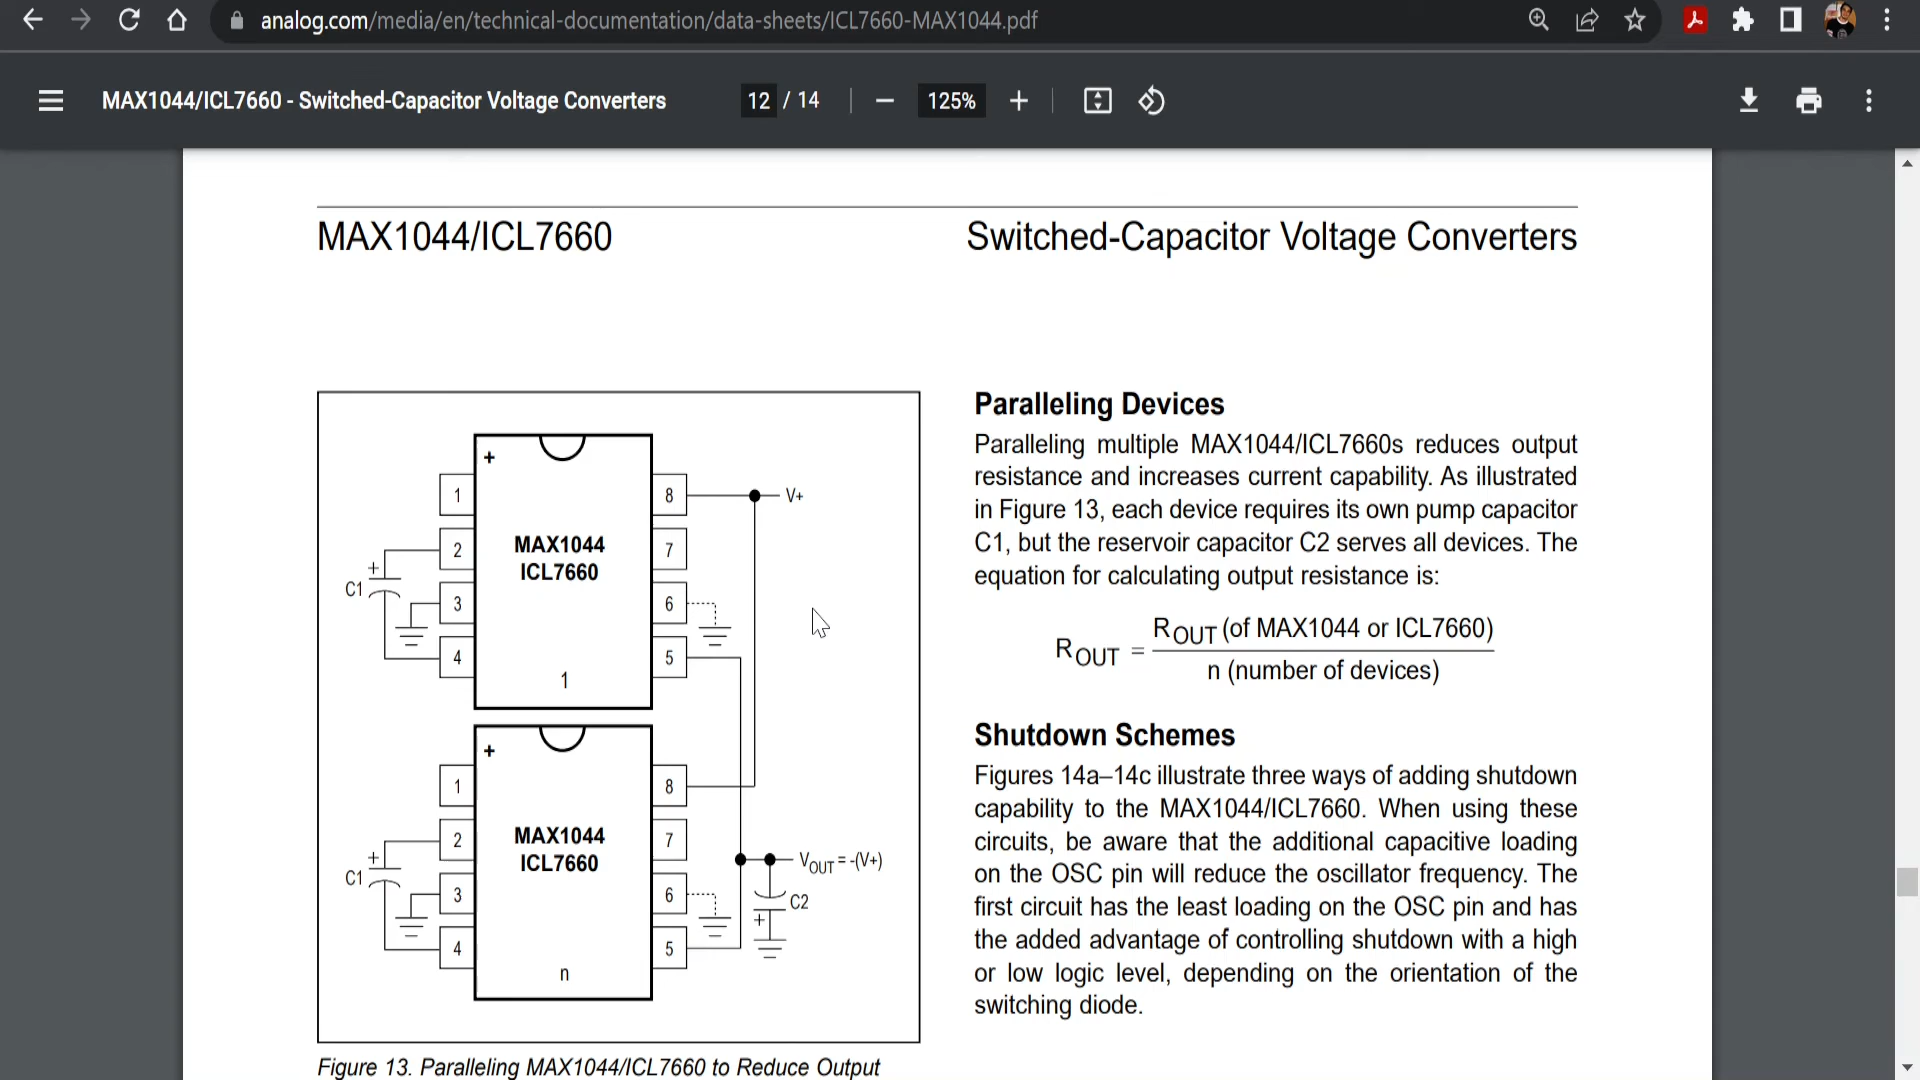 analog.com/media/en/technical-documentation/data-sheets/ICL7660-MAX1044.pdf
MAX1044/ICL7660 - Switched-Capacitor Voltage Converters
12 / 14
125%
MAX1044/ICL7660
Switched-Capacitor Voltage Converters
+
1
8
V+
2
MAX1044
ICL7660
7
+
C1
3
6
4
5
1
+
1
8
2
MAX1044
ICL7660
7
VOUT = -(V+)
+
C1
3
6
C2
+
4
5
n
Figure 13. Paralleling MAX1044/ICL7660 to Reduce Output
Paralleling Devices
Paralleling multiple MAX1044/ICL7660s reduces output
resistance and increases current capability. As illustrated
in Figure 13, each device requires its own pump capacitor
C1, but the reservoir capacitor C2 serves all devices. The
equation for calculating output resistance is:
ROUT = ROUT (of MAX1044 or ICL7660)
n (number of devices)
Shutdown Schemes
Figures 14a–14c illustrate three ways of adding shutdown
capability to the MAX1044/ICL7660. When using these
circuits, be aware that the additional capacitive loading
on the OSC pin will reduce the oscillator frequency. The
first circuit has the least loading on the OSC pin and has
the added advantage of controlling shutdown with a high
or low logic level, depending on the orientation of the
switching diode.